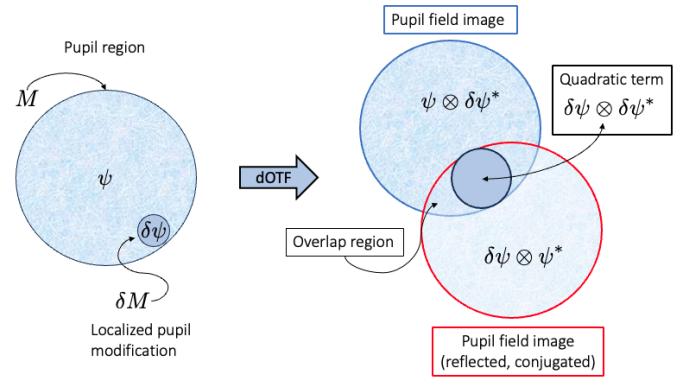 Pupil region
M
ψ
δψ
δM
Localized pupil
modification
dOTF
Pupil field image
ψ ⊗ δψ*
Quadratic term
δψ ⊗ δψ*
Overlap region
δψ ⊗ ψ*
Pupil field image
(reflected, conjugated)